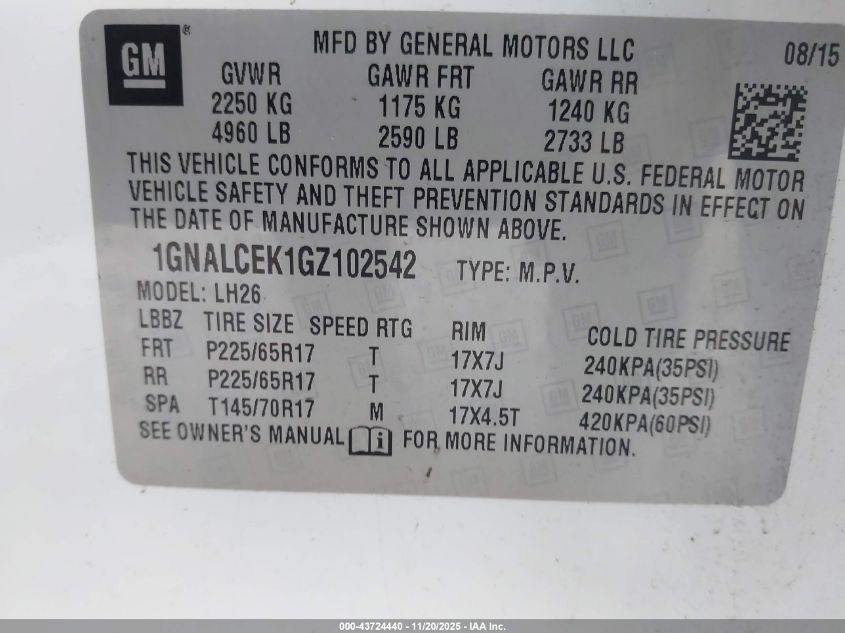 GM ®
MFD BY GENERAL MOTORS LLC 08/15
GVWR GAWR FRT GAWR RR
2250 KG 1175 KG 1240 KG
4960 LB 2590 LB 2733 LB
THIS VEHICLE CONFORMS TO ALL APPLICABLE U.S. FEDERAL MOTOR
VEHICLE SAFETY AND THEFT PREVENTION STANDARDS IN EFFECT ON
THE DATE OF MANUFACTURE SHOWN ABOVE.
1GNALCEK1GZ102542 TYPE: M.P.V.
MODEL: LH26
LBBZ TIRE SIZE SPEED RTG RIM COLD TIRE PRESSURE
FRT P225/65R17 T 17X7J 240KPA(35PSI)
RR P225/65R17 T 17X7J 240KPA(35PSI)
SPA T145/70R17 M 17X4.5T 420KPA(60PSI)
SEE OWNER'S MANUAL i FOR MORE INFORMATION.
000-43724440 - 11/20/2025 - IAA Inc.